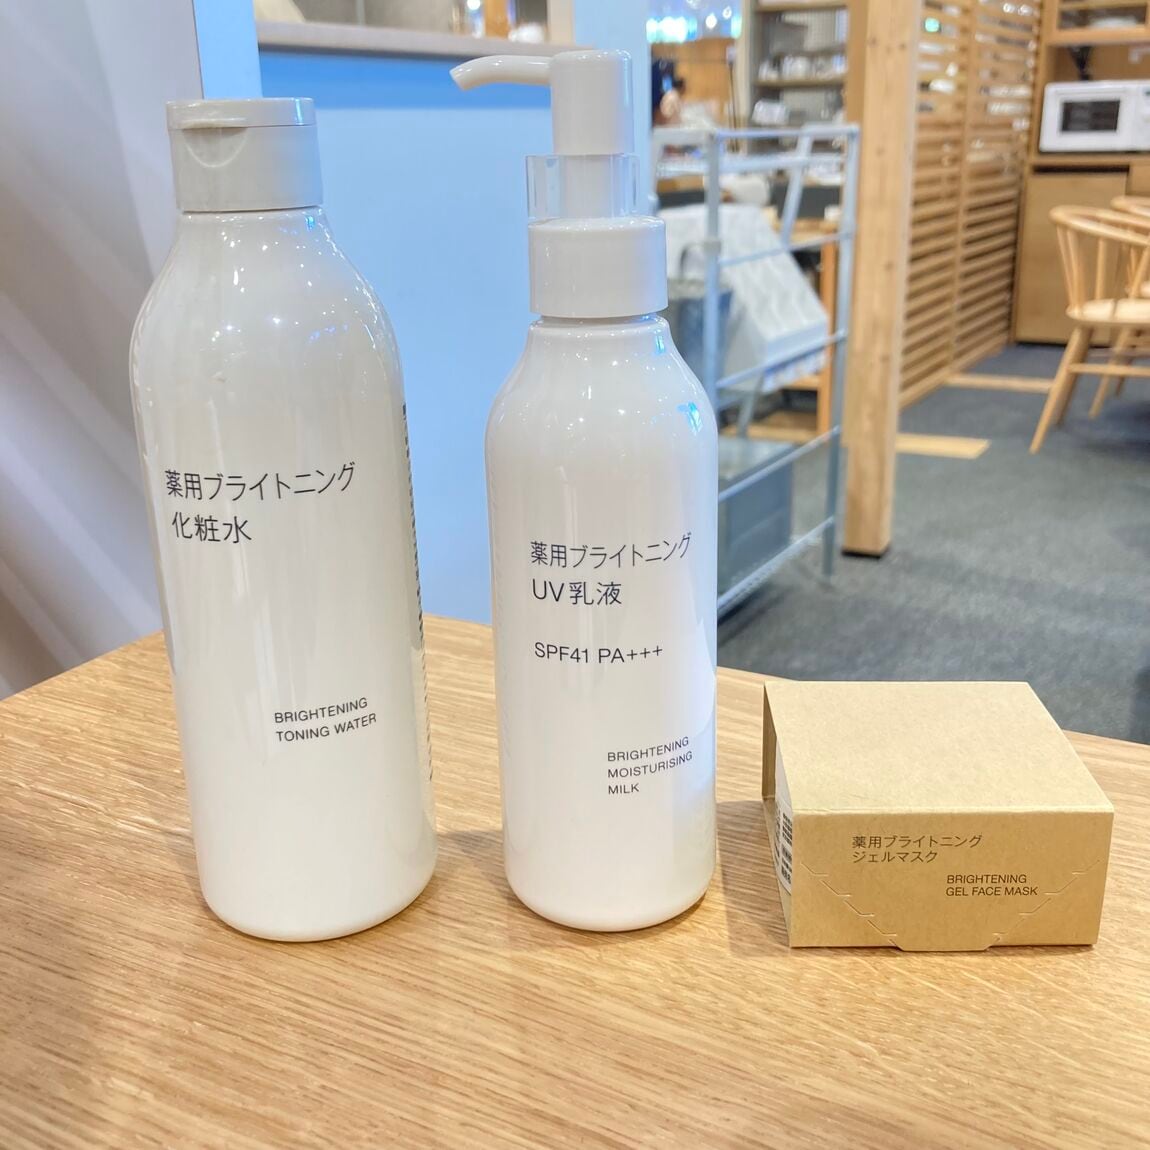 薬用ブライトニング
化粧水
BRIGHTENING
TONING WATER
薬用ブライトニング
UV乳液
SPF41 PA+++
BRIGHTENING
MOISTURISING
MILK
薬用ブライトニング
ジェルマスク
BRIGHTENING
GEL FACE MASK